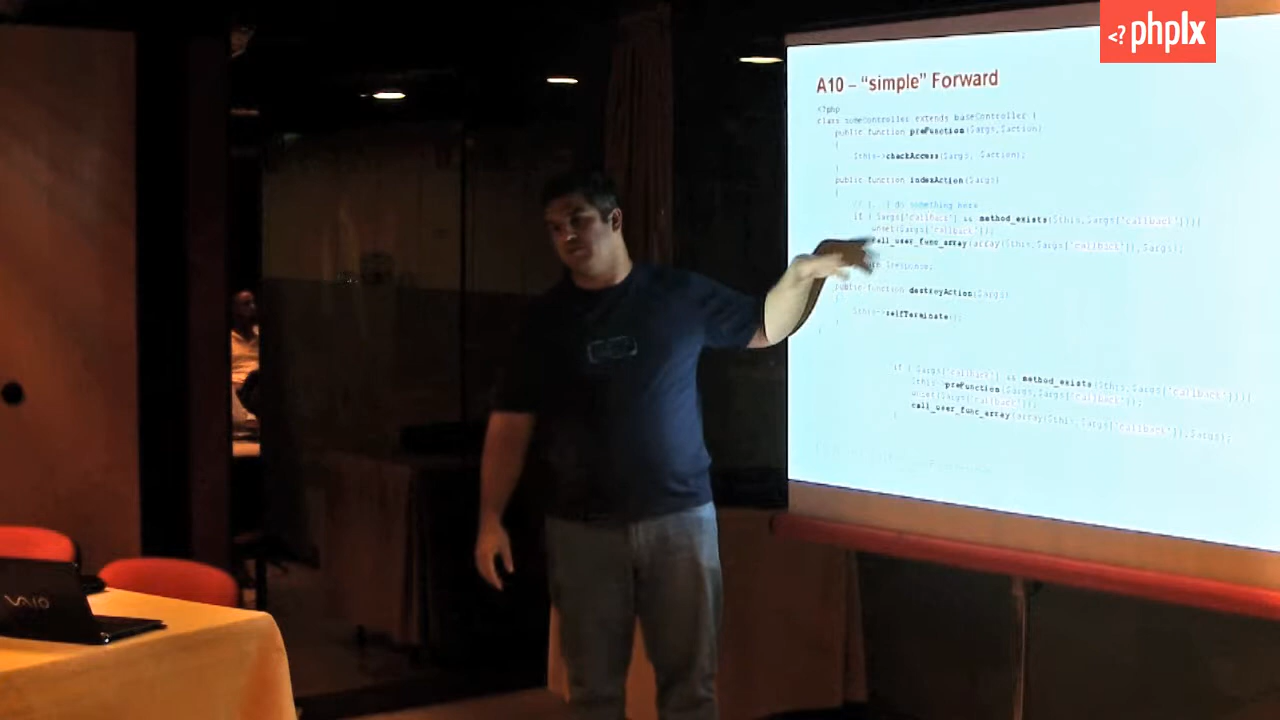 <? phplx
A10 – “simple” Forward
<?php
class someController extends baseController {
public function preFunction($args,$action)
{
$this->checkAccess($args, $action);
}
public function indexAction($args)
{
// [...] do something here
if ( $args['callback'] && method_exists($this,$args['callback'])){
unset($args['callback']);
call_user_func_array(array($this,$args['callback']),$args);
$response;
public function destroyAction($args)
{
$this->selfTerminate();
}
}
if ( $args['callback'] && method_exists($this,$args['callback'])){
$this->preFunction($args,$args['callback']);
unset($args['callback']);
call_user_func_array(array($this,$args['callback']),$args);
}
VAIO